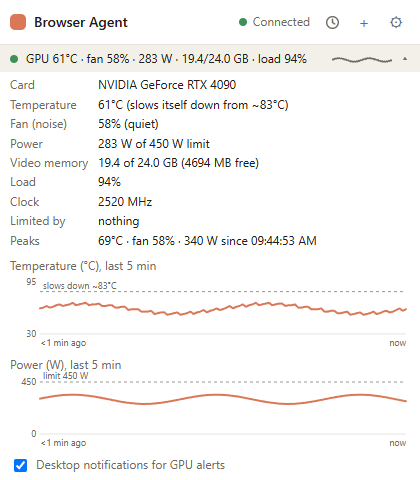 Browser Agent
Connected
GPU 61°C · fan 58% · 283 W · 19.4/24.0 GB · load 94%
Card NVIDIA GeForce RTX 4090
Temperature 61°C (slows itself down from ~83°C)
Fan (noise) 58% (quiet)
Power 283 W of 450 W limit
Video memory 19.4 of 24.0 GB (4694 MB free)
Load 94%
Clock 2520 MHz
Limited by nothing
Peaks 69°C · fan 58% · 340 W since 09:44:53 AM
Temperature (°C), last 5 min
95
slows down ~83°C
30
<1 min ago now
Power (W), last 5 min
limit 450 W
450
0
<1 min ago now
Desktop notifications for GPU alerts